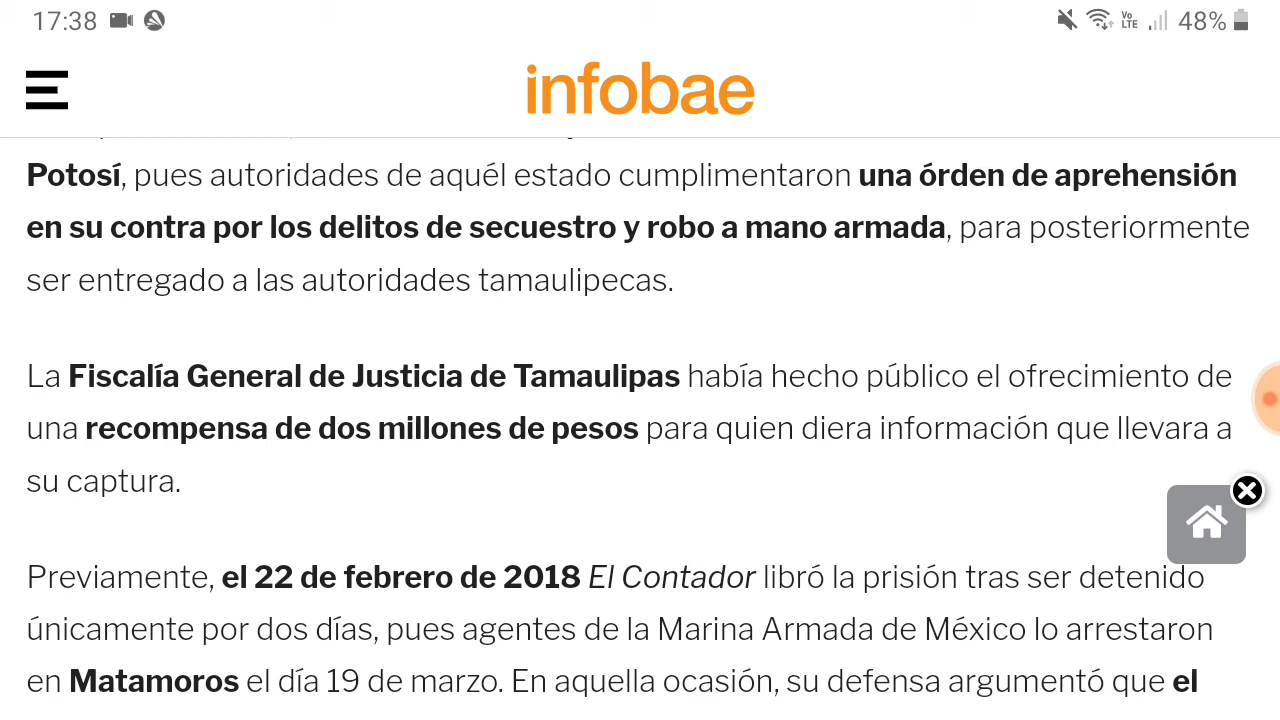 17:38 Vo LTE 48%
infobae
Potosí, pues autoridades de aquél estado cumplimentaron una órden de aprehensión
en su contra por los delitos de secuestro y robo a mano armada, para posteriormente
ser entregado a las autoridades tamaulipecas.
La Fiscalía General de Justicia de Tamaulipas había hecho público el ofrecimiento de
una recompensa de dos millones de pesos para quien diera información que llevara a
su captura.
Previamente, el 22 de febrero de 2018 El Contador libró la prisión tras ser detenido
únicamente por dos días, pues agentes de la Marina Armada de México lo arrestaron
en Matamoros el día 19 de marzo. En aquella ocasión, su defensa argumentó que el